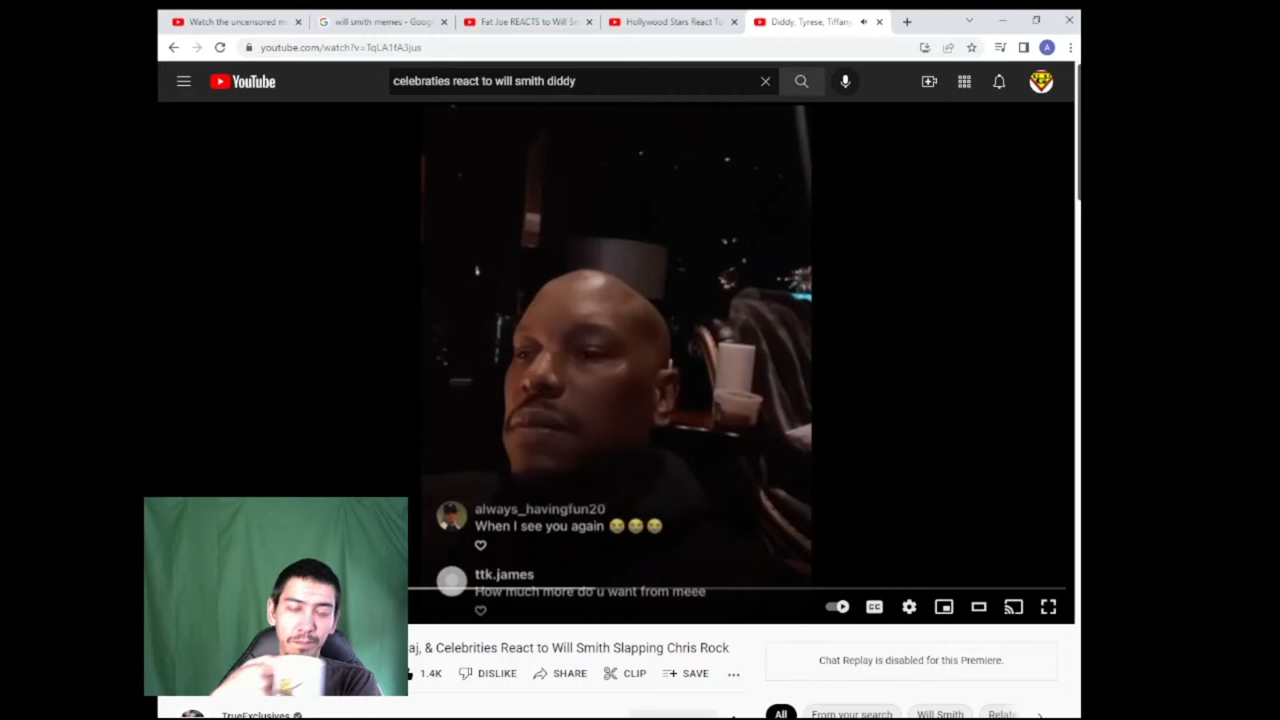 Watch the uncensored m
will smith memes - Goog
Fat Joe REACTS to Will Sm
Hollywood Stars React To
Diddy, Tyrese, Tiffany
youtube.com/watch?v=TqLA1fA3jus
YouTube
celebraties react to will smith diddy
always_havingfun20
When I see you again 😂😂😂
ttk.james
How much more do u want from meee
aj, & Celebrities React to Will Smith Slapping Chris Rock
1.4K DISLIKE SHARE CLIP SAVE
Chat Replay is disabled for this Premiere.
TrueExclusives
All From your search Will Smith Relate